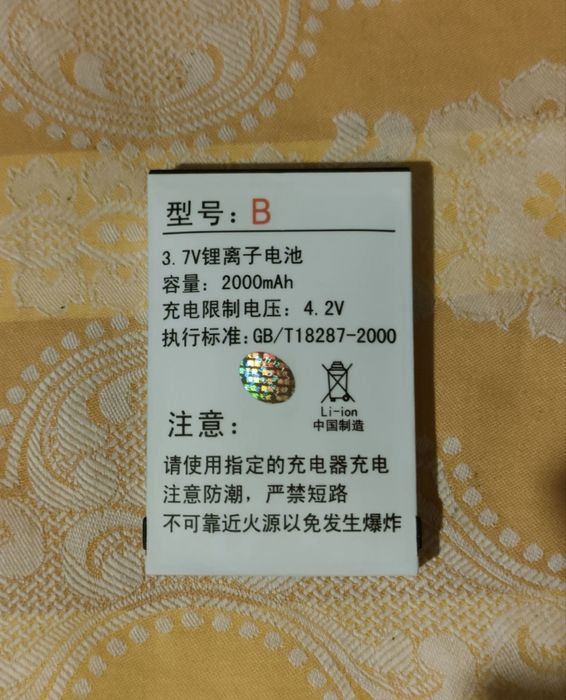 型号：B
3.7V锂离子电池
容量：2000mAh
充电限制电压：4.2V
执行标准：GB/T18287-2000
Li-ion
中国制造
注意：
请使用指定的充电器充电
注意防潮，严禁短路
不可靠近火源以免发生爆炸